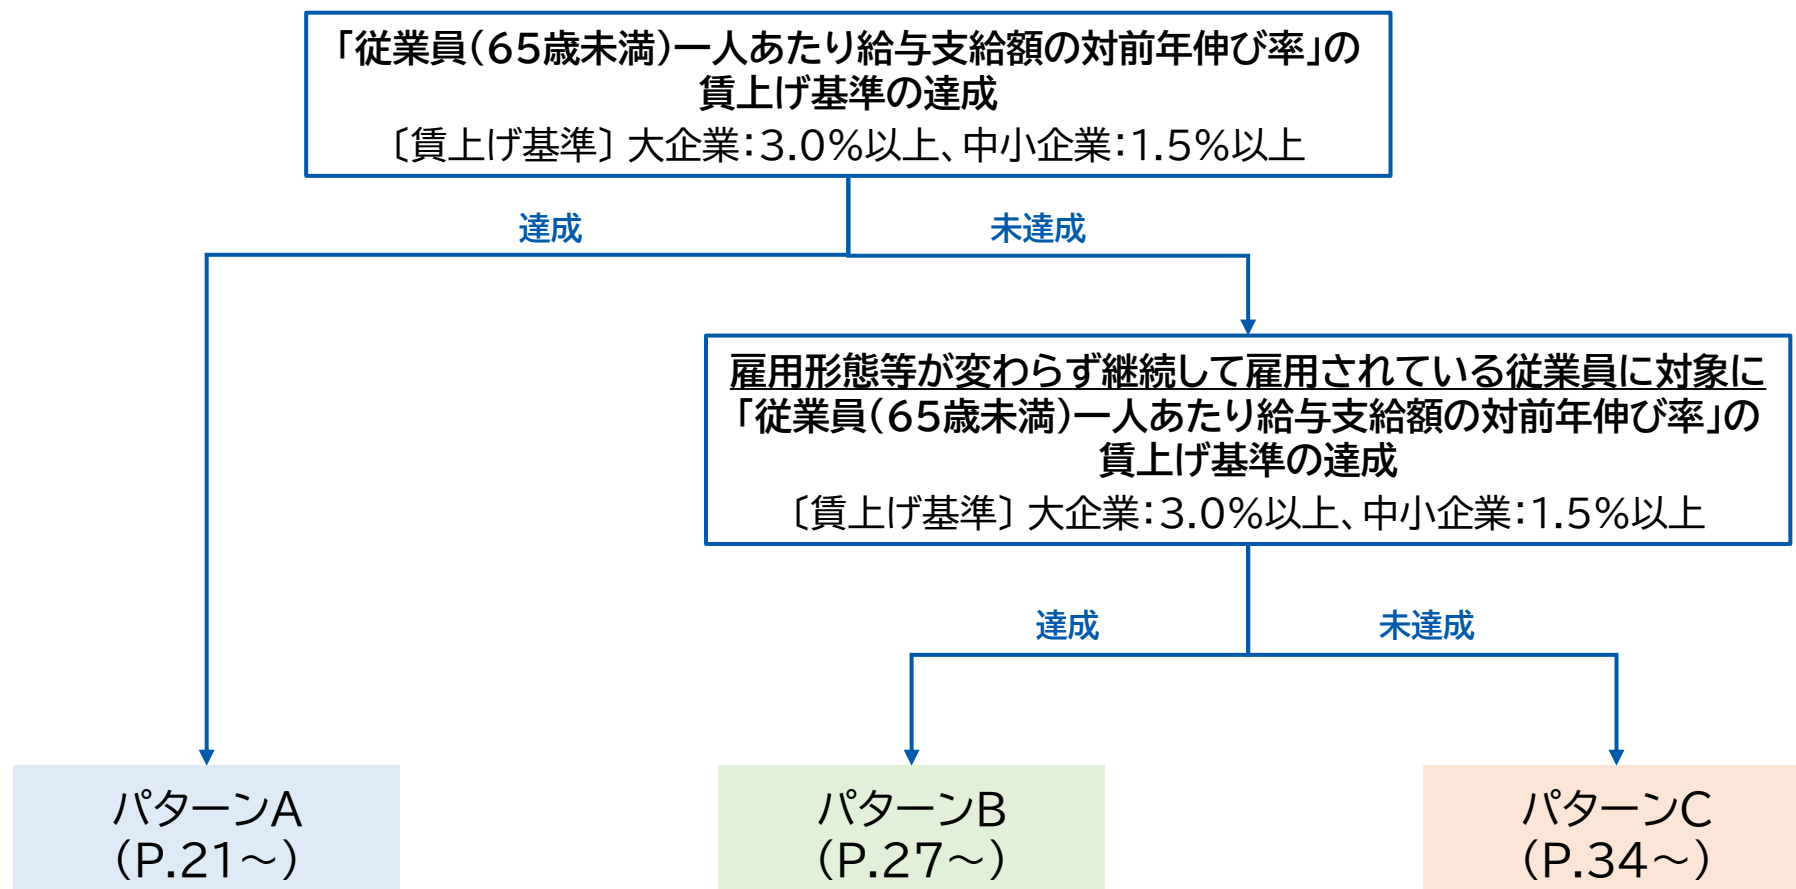 「従業員(65歳未満)一人あたり給与支給額の対前年伸び率」の
賃上げ基準の達成
〔賃上げ基準〕大企業:3.0%以上、中小企業:1.5%以上
達成
未達成
雇用形態等が変わらず継続して雇用されている従業員に対象に
「従業員(65歳未満)一人あたり給与支給額の対前年伸び率」の
賃上げ基準の達成
〔賃上げ基準〕大企業:3.0%以上、中小企業:1.5%以上
達成
未達成
パターンA
(P.21~)
パターンB
(P.27~)
パターンC
(P.34~)